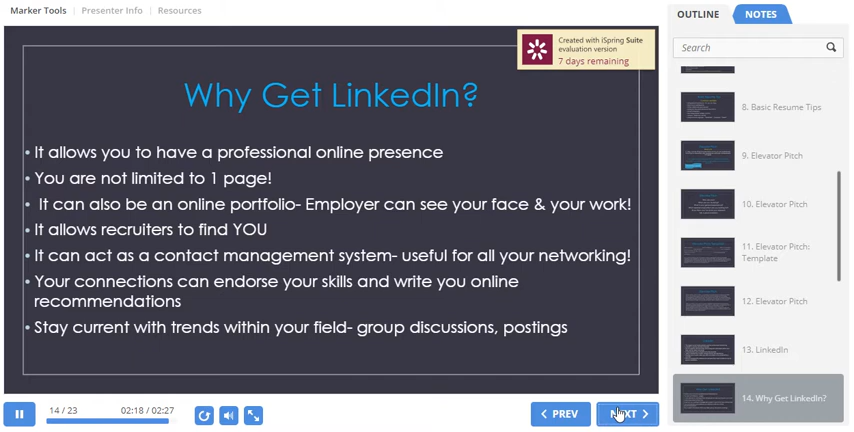 Marker Tools | Presenter Info | Resources
OUTLINE
NOTES
Created with iSpring Suite
evaluation version
7 days remaining
Why Get LinkedIn?
• It allows you to have a professional online presence
• You are not limited to 1 page!
• It can also be an online portfolio- Employer can see your face & your work!
• It allows recruiters to find YOU
• It can act as a contact management system- useful for all your networking!
• Your connections can endorse your skills and write you online
recommendations
• Stay current with trends within your field- group discussions, postings
14 / 23
02:18 / 02:27
PREV
NEXT
Search
8. Basic Resume Tips
9. Elevator Pitch
10. Elevator Pitch
11. Elevator Pitch:
Template
12. Elevator Pitch
13. LinkedIn
14. Why Get LinkedIn?